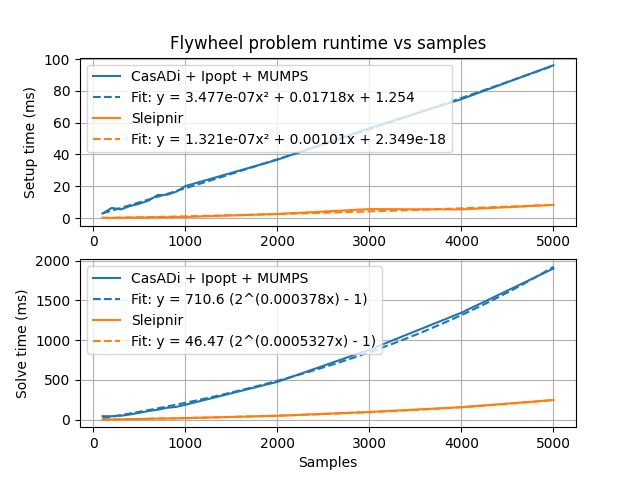 Flywheel problem runtime vs samples
Setup time (ms)
100
80
60
40
20
0
CasADi + Ipopt + MUMPS
Fit: y = 3.477e-07x² + 0.01718x + 1.254
Sleipnir
Fit: y = 1.321e-07x² + 0.00101x + 2.349e-18
0 1000 2000 3000 4000 5000
Solve time (ms)
2000
1500
1000
500
0
CasADi + Ipopt + MUMPS
Fit: y = 710.6 (2^(0.000378x) - 1)
Sleipnir
Fit: y = 46.47 (2^(0.0005327x) - 1)
0 1000 2000 3000 4000 5000
Samples